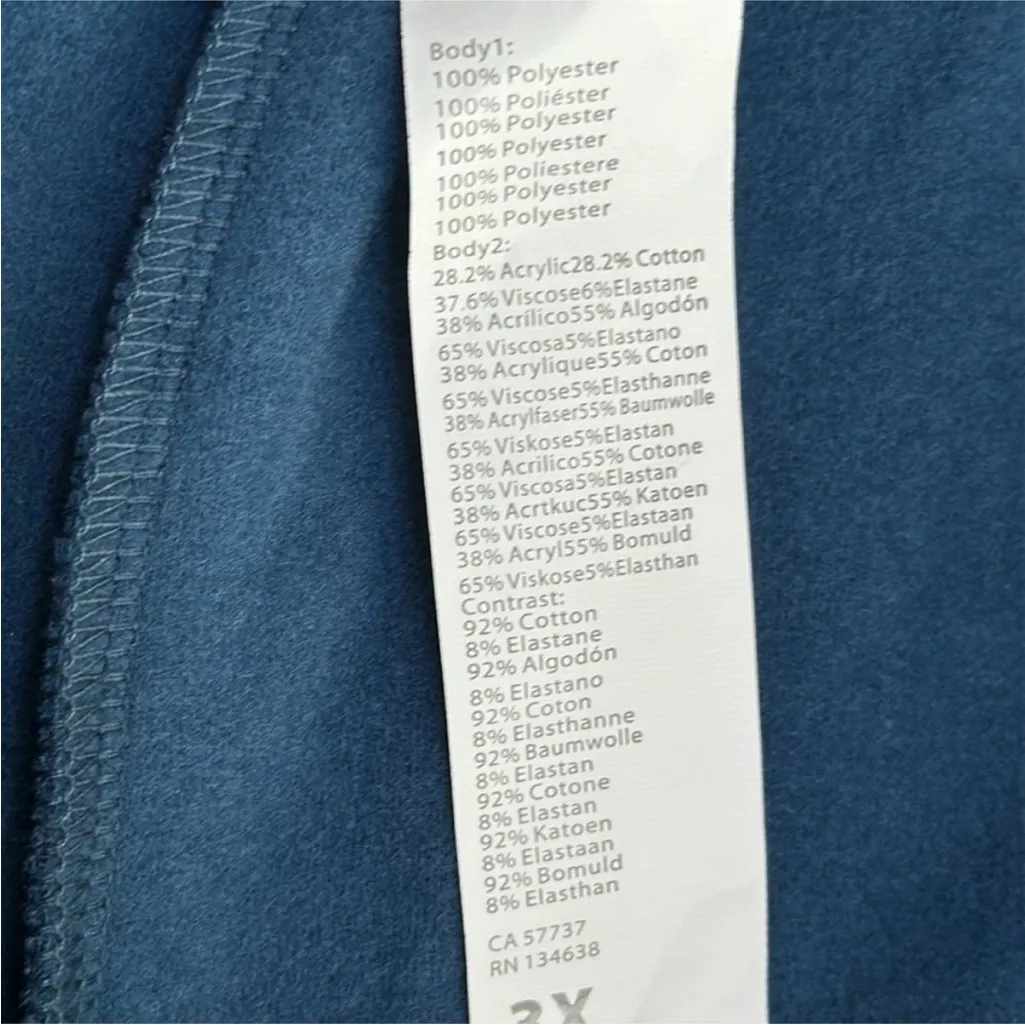 Body1:
100% Polyester
100% Poliéster
100% Polyester
100% Polyester
100% Poliestere
100% Polyester
100% Polyester
Body2:
28.2% Acrylic28.2% Cotton
37.6% Viscose6%Elastane
38% Acrílico55% Algodón
65% Viscosa5%Elastano
38% Acrylique55% Coton
65% Viscose5%Elasthanne
38% Acrylfaser55% Baumwolle
65% Viskose5%Elastan
38% Acrilico55% Cotone
65% Viscosa5%Elastan
38% Acrtkuc55% Katoen
65% Viscose5%Elastaan
38% Acryl55% Bomuld
65% Viskose5%Elasthan
Contrast:
92% Cotton
8% Elastane
92% Algodón
8% Elastano
92% Coton
8% Elasthanne
92% Baumwolle
8% Elastan
92% Cotone
8% Elastan
92% Katoen
8% Elastaan
92% Bomuld
8% Elasthan
CA 57737
RN 134638
3X